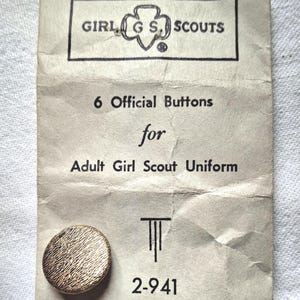 GIRL G S SCOUTS
®
6 Official Buttons
for
Adult Girl Scout Uniform
2-941